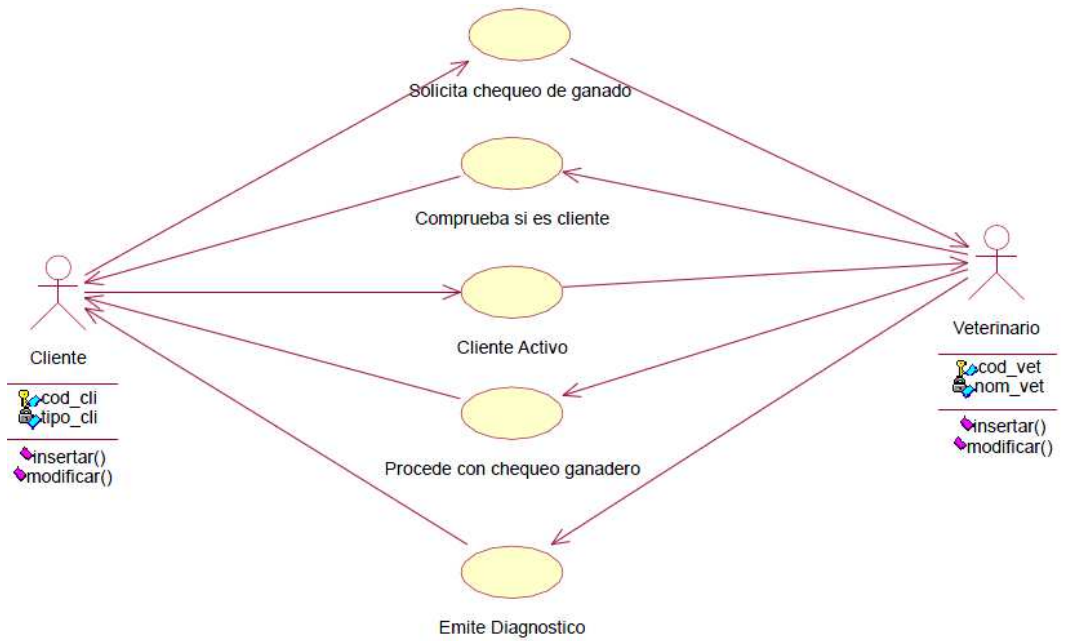 Solicita chequeo de ganado
Comprueba si es cliente
Cliente Activo
Procede con chequeo ganadero
Emite Diagnostico
Cliente
cod_cli
tipo_cli
insertar()
modificar()
Veterinario
cod_vet
nom_vet
insertar()
modificar()